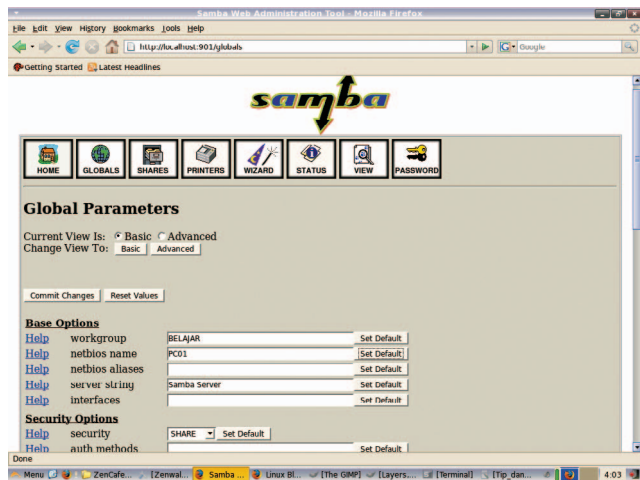 Samba Web Administration Tool - Mozilla Firefox
File Edit View History Bookmarks Tools Help
http://localhost:901/globals
Google
Getting Started Latest Headlines
samba
HOME GLOBALS SHARES PRINTERS WIZARD STATUS VIEW PASSWORD
Global Parameters
Current View Is: Basic Advanced
Change View To: Basic Advanced
Commit Changes Reset Values
Base Options
Help workgroup BELAJAR Set Default
Help netbios name PC01 Set Default
Help netbios aliases Set Default
Help server string Samba Server Set Default
Help interfaces Set Default
Security Options
Help security SHARE Set Default
Help auth methods Set Default
Done
Menu ZenCafe... [Zenwal... Samba ... Linux Bl... [The GIMP] [Layers,... [Terminal] [Tip_dan... 4:03